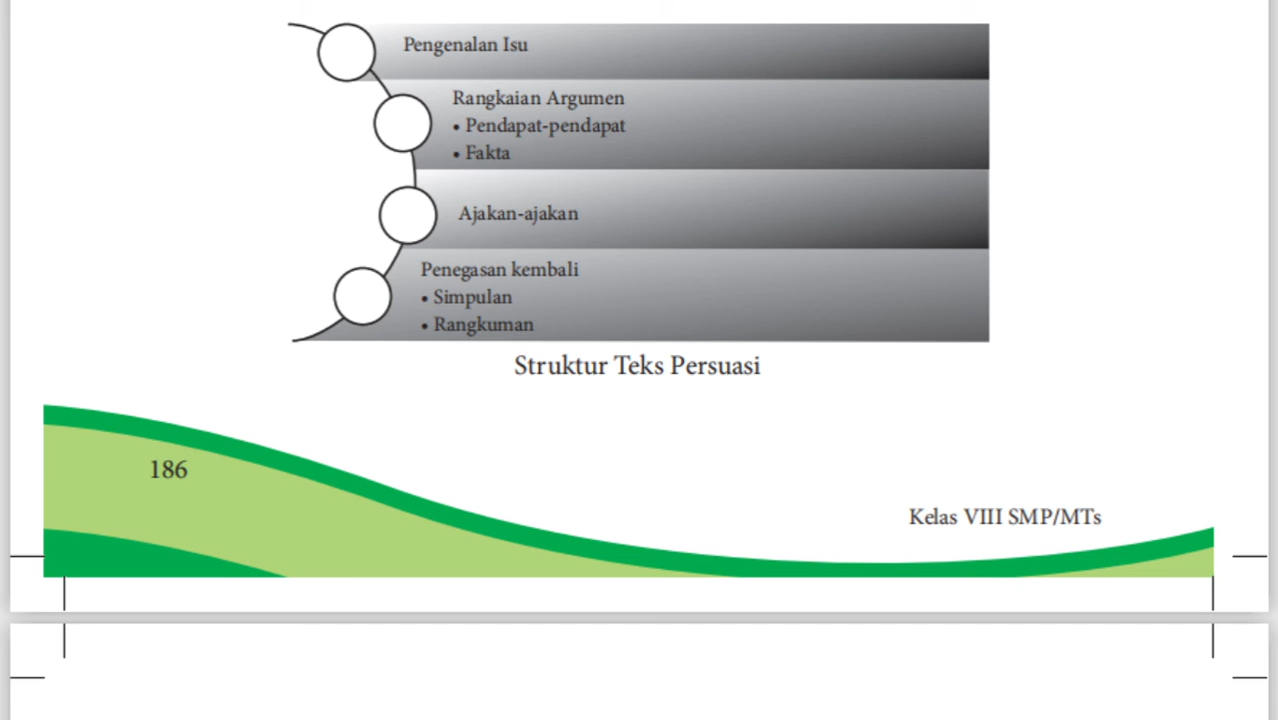 Pengenalan Isu
Rangkaian Argumen
• Pendapat-pendapat
• Fakta
Ajakan-ajakan
Penegasan kembali
• Simpulan
• Rangkuman
Struktur Teks Persuasi
186
Kelas VIII SMP/MTs